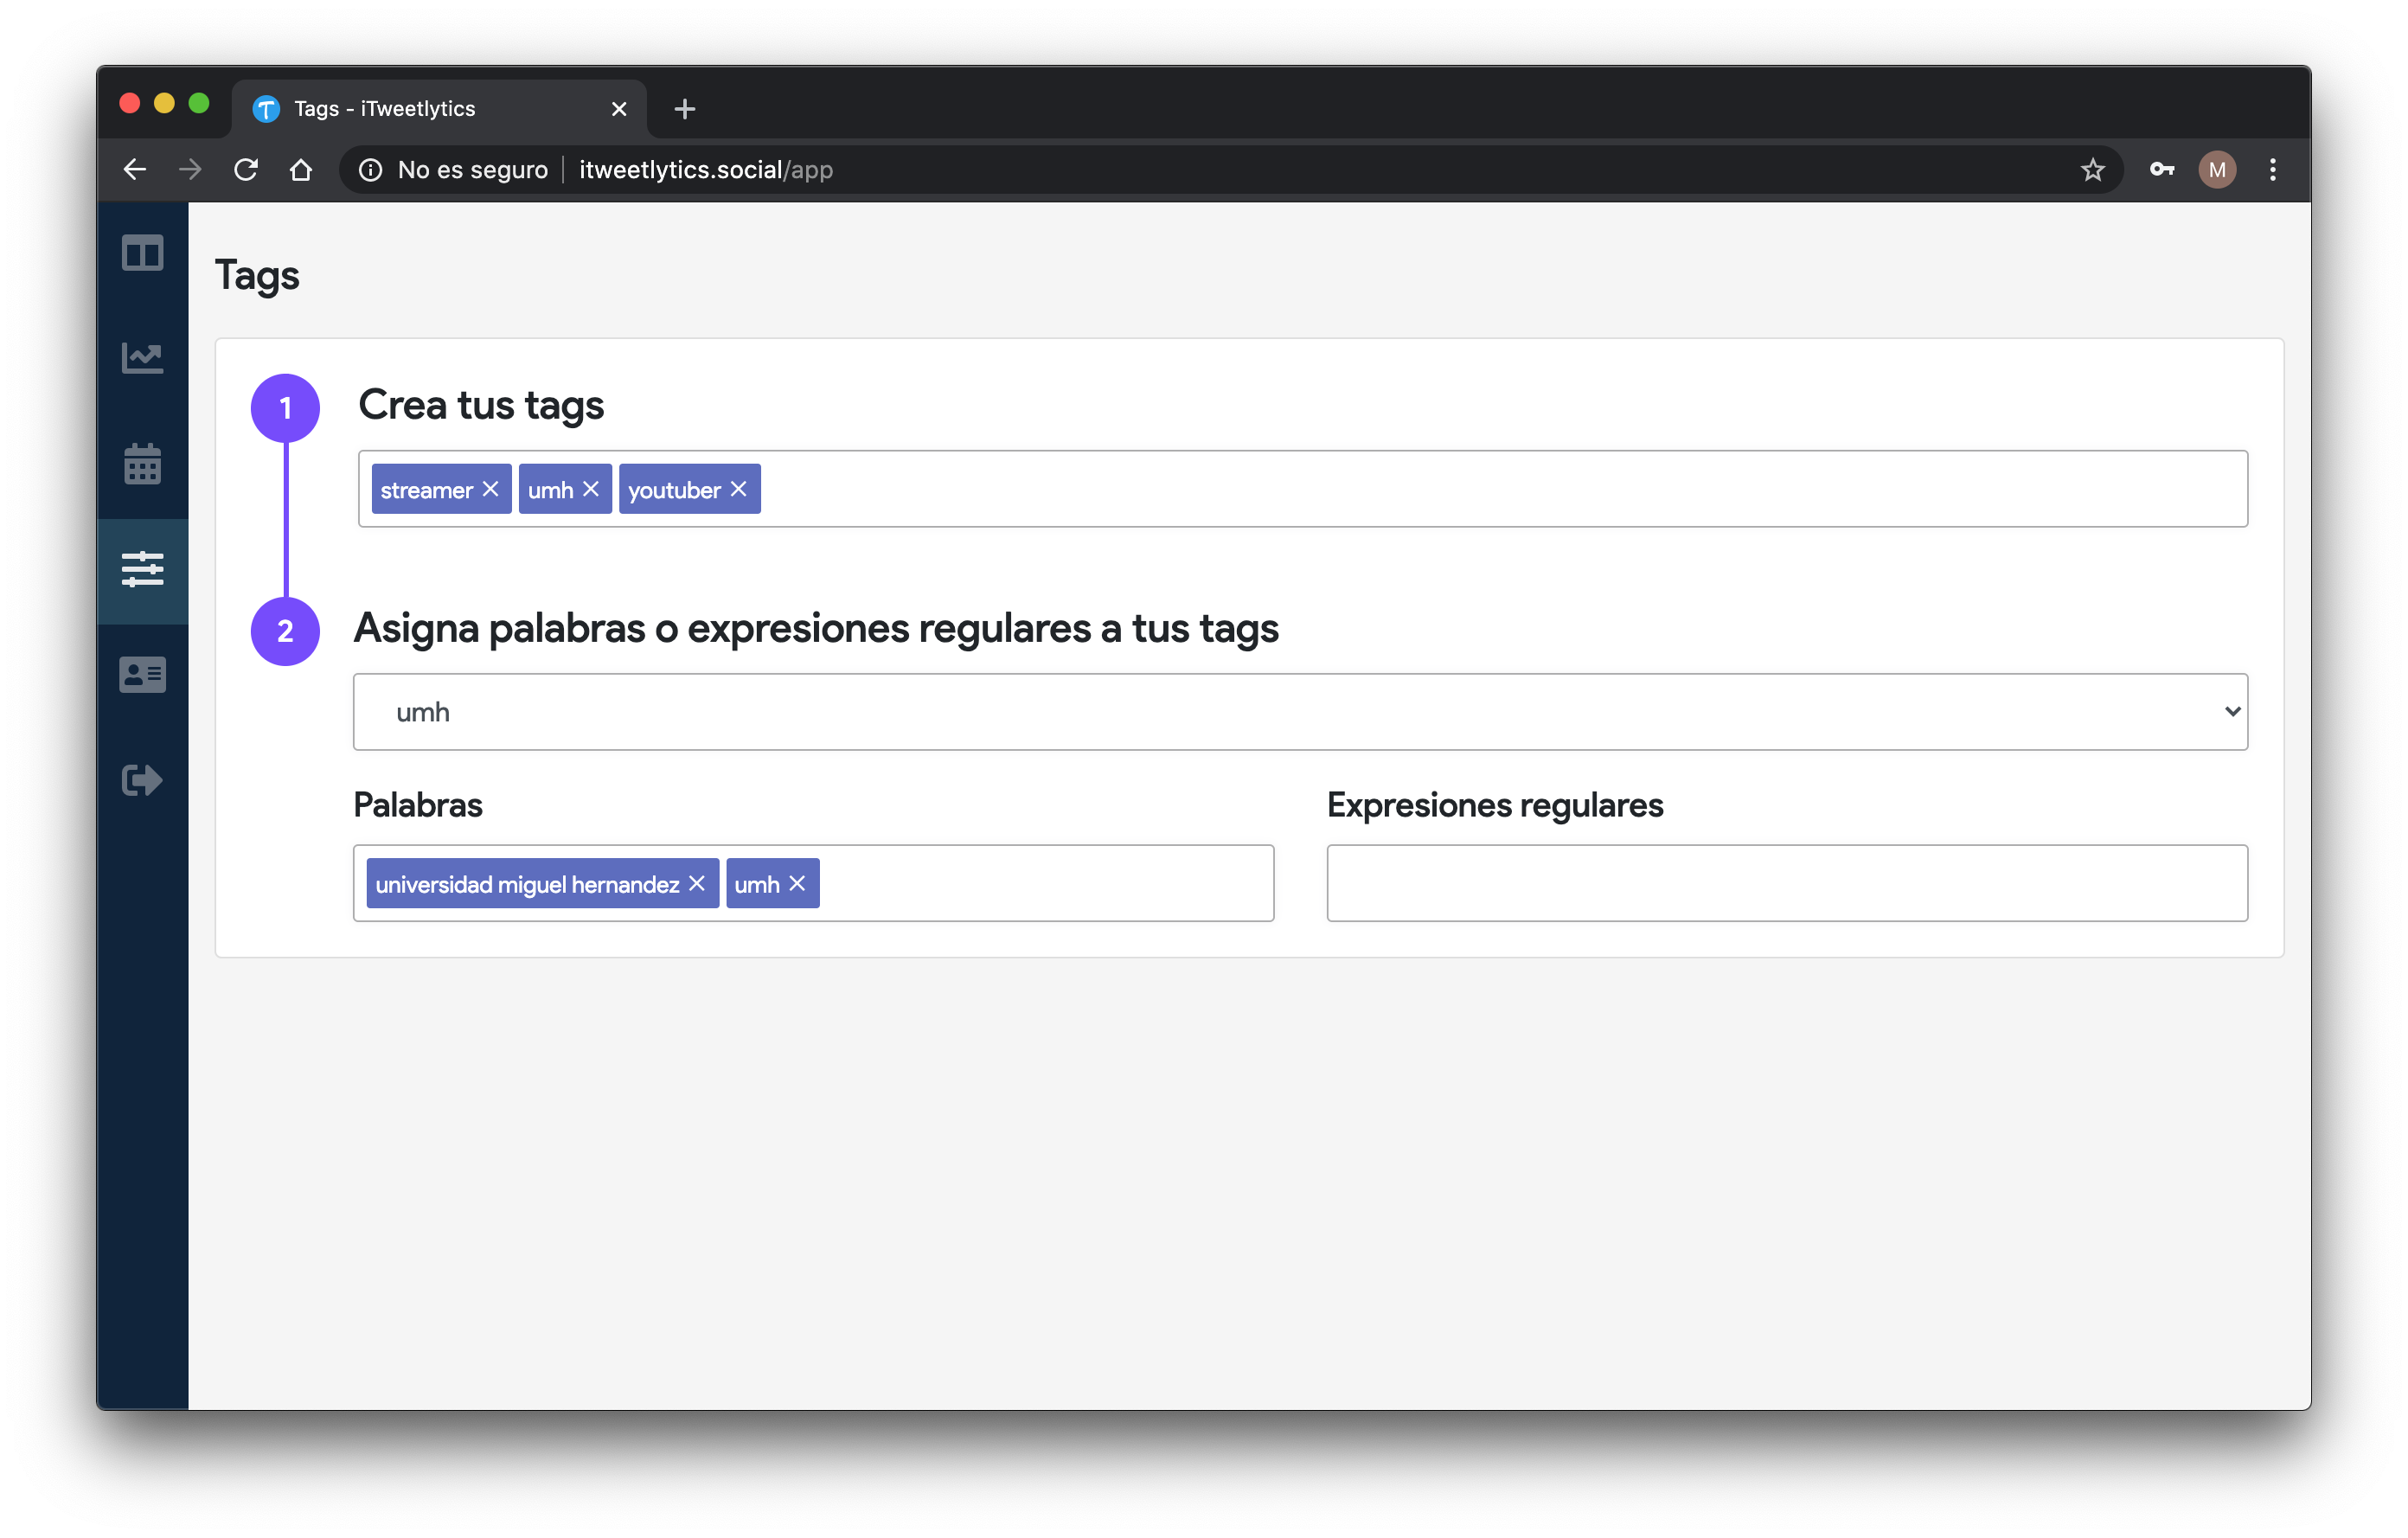 Tags - iTweetlytics
No es seguro itweetlytics.social/app
M
Tags
1 Crea tus tags
streamer umh youtuber
2 Asigna palabras o expresiones regulares a tus tags
umh
Palabras Expresiones regulares
universidad miguel hernandez umh